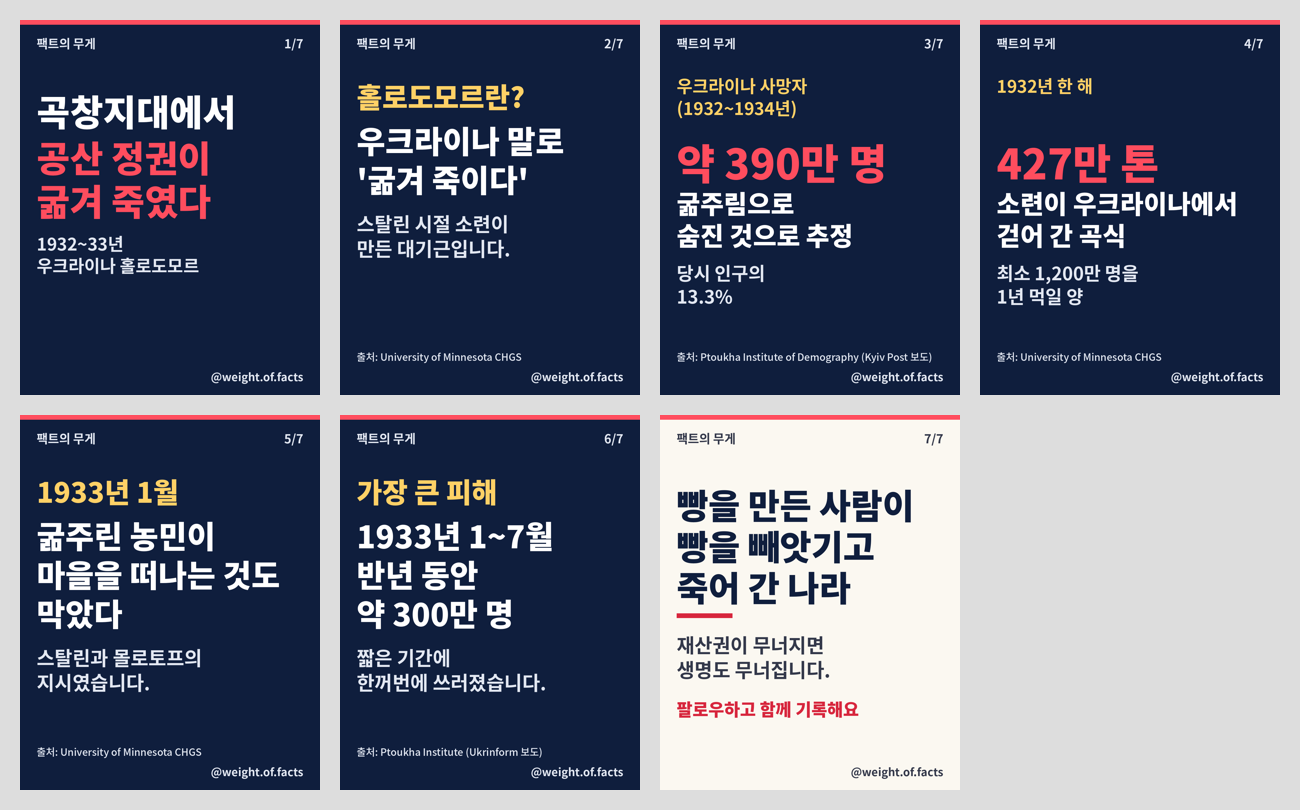 팩트의 무게
1/7
곡창지대에서
공산 정권이
굶겨 죽였다
1932~33년
우크라이나 홀로도모르
@weight.of.facts
팩트의 무게
2/7
홀로도모르란?
우크라이나 말로
'굶겨 죽이다'
스탈린 시절 소련이
만든 대기근입니다.
출처: University of Minnesota CHGS
@weight.of.facts
팩트의 무게
3/7
우크라이나 사망자
(1932~1934년)
약 390만 명
굶주림으로
숨진 것으로 추정
당시 인구의
13.3%
출처: Ptoukha Institute of Demography (Kyiv Post 보도)
@weight.of.facts
팩트의 무게
4/7
1932년 한 해
427만 톤
소련이 우크라이나에서
걷어 간 곡식
최소 1,200만 명을
1년 먹일 양
출처: University of Minnesota CHGS
@weight.of.facts
팩트의 무게
5/7
1933년 1월
굶주린 농민이
마을을 떠나는 것도
막았다
스탈린과 몰로토프의
지시였습니다.
출처: University of Minnesota CHGS
@weight.of.facts
팩트의 무게
6/7
가장 큰 피해
1933년 1~7월
반년 동안
약 300만 명
짧은 기간에
한꺼번에 쓰러졌습니다.
출처: Ptoukha Institute (Ukrinform 보도)
@weight.of.facts
팩트의 무게
7/7
빵을 만든 사람이
빵을 빼앗기고
죽어 간 나라
재산권이 무너지면
생명도 무너집니다.
팔로우하고 함께 기록해요
@weight.of.facts